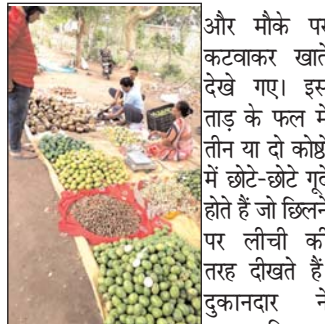 और मौके पर
कटवाकर खाते
देखे गए। इस
ताड़ के फल में
तीन या दो कोष्ठों
में छोटे-छोटे गूदे
होते हैं जो छिलने
पर लीची की
तरह दीखते हैं
दुकानदार ने